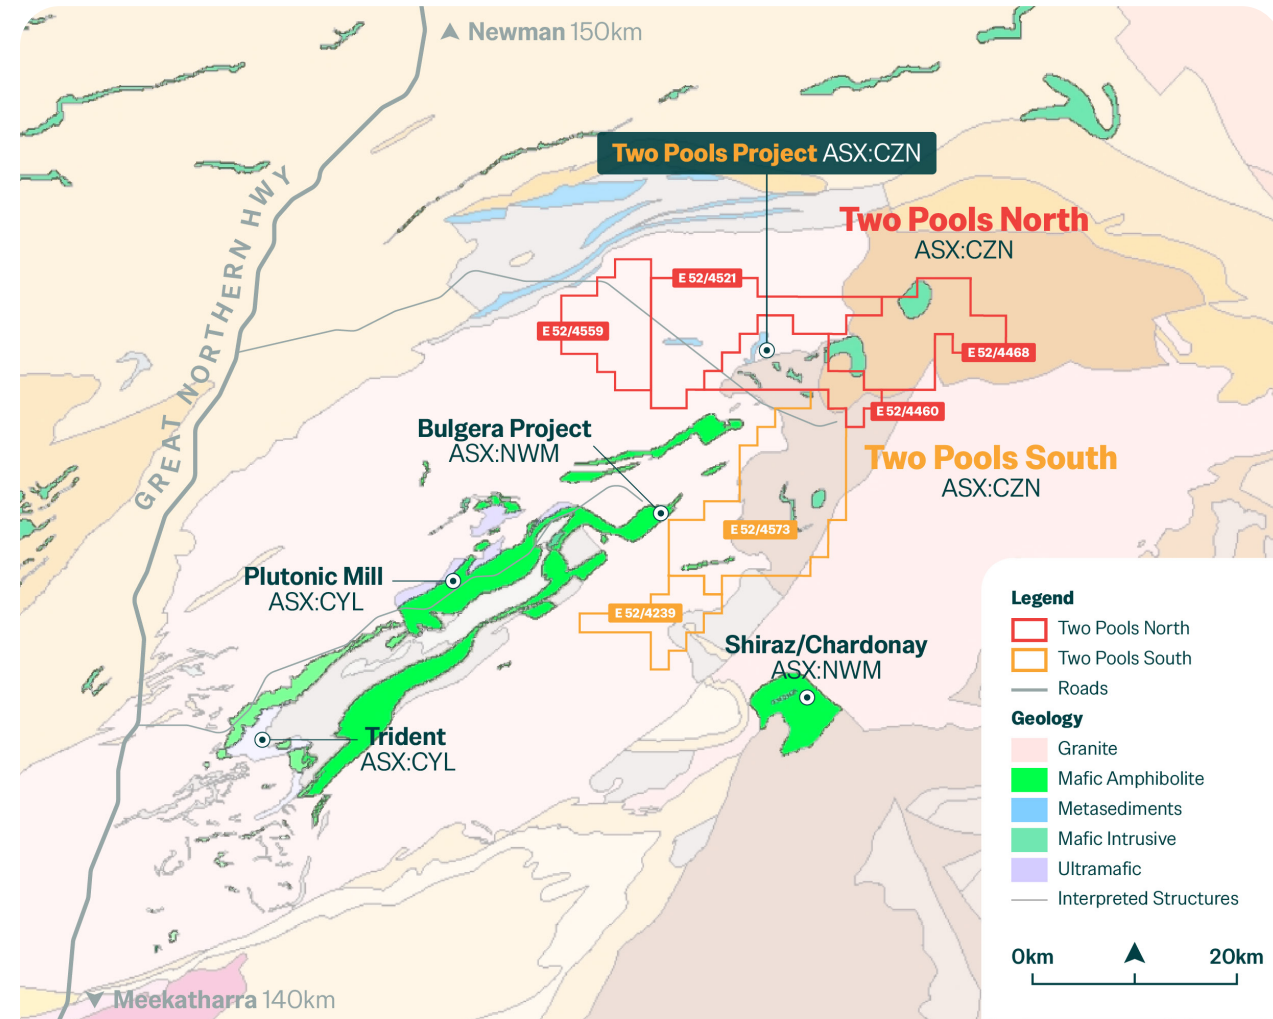 Newman 150km
Two Pools Project ASX:CZN
GREAT NORTHERN HWY
Two Pools North
ASX:CZN
E 52/4521
E 52/4559
E 52/4468
E 52/4460
Bulgera Project
ASX:NWM
Two Pools South
ASX:CZN
E 52/4573
Plutonic Mill
ASX:CYL
E 52/4239
Shiraz/Chardonay
ASX:NWM
Trident
ASX:CYL
Meekatharra 140km
Legend
Two Pools North
Two Pools South
Roads
Geology
Granite
Mafic Amphibolite
Metasediments
Mafic Intrusive
Ultramafic
Interpreted Structures
0km 20km